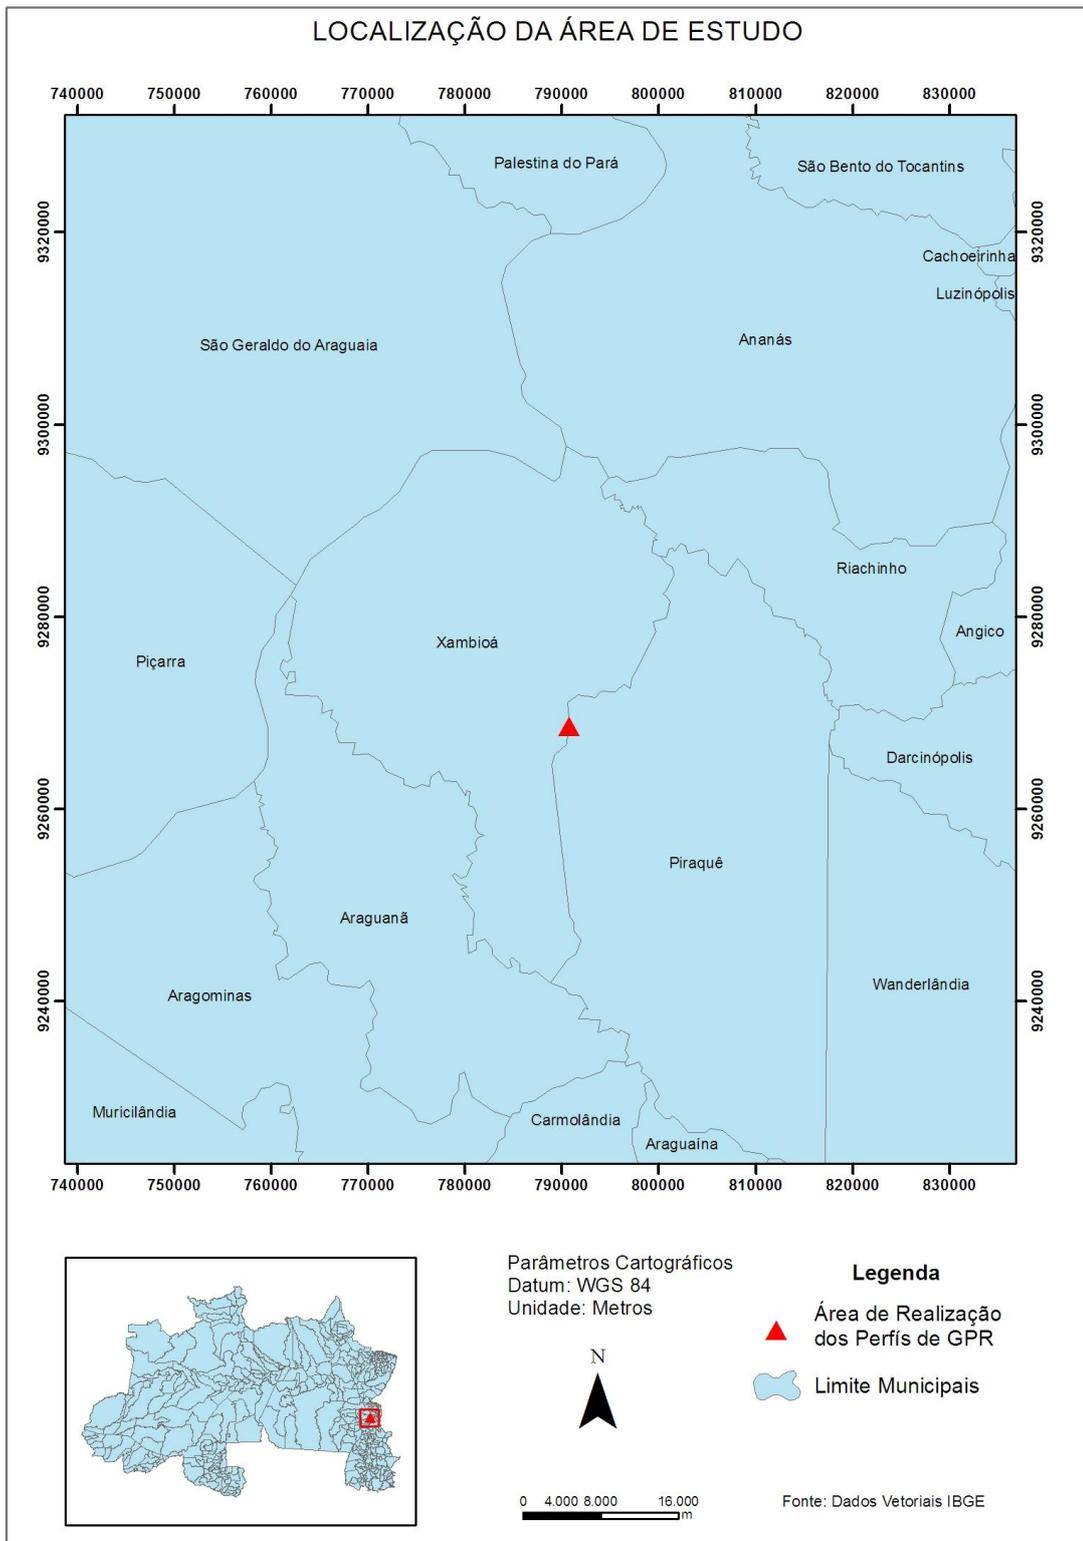 LOCALIZAÇÃO DA ÁREA DE ESTUDO
740000 750000 760000 770000 780000 790000 800000 810000 820000 830000
Palestina do Pará
São Bento do Tocantins
9320000
9320000
Cachoeirinha
Luzinópolis
São Geraldo do Araguaia
Ananás
9300000
9300000
Riachinho
9280000
9280000
Angico
Xambioá
Piçarra
Darcinópolis
9260000
9260000
Piraquê
Araguanã
Wanderlândia
Aragominas
9240000
9240000
Muricilândia
Carmolândia
Araguaína
740000 750000 760000 770000 780000 790000 800000 810000 820000 830000
Parâmetros Cartográficos
Datum: WGS 84
Unidade: Metros
N
0 4.000 8.000 16.000
m
Legenda
Área de Realização
dos Perfís de GPR
Limite Municipais
Fonte: Dados Vetoriais IBGE